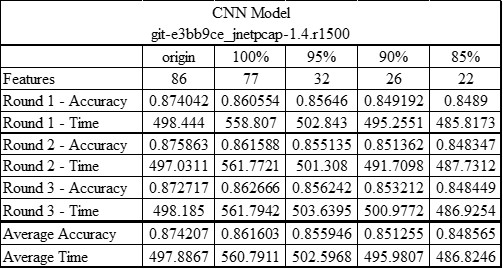 CNN Model
git-e3bb9ce_jnetpcap-1.4.r1500
origin 100% 95% 90% 85%
Features 86 77 32 26 22
Round 1 - Accuracy 0.874042 0.860554 0.85646 0.849192 0.8489
Round 1 - Time 498.444 558.807 502.843 495.2551 485.8173
Round 2 - Accuracy 0.875863 0.861588 0.855135 0.851362 0.848347
Round 2 - Time 497.0311 561.7721 501.308 491.7098 487.7312
Round 3 - Accuracy 0.872717 0.862666 0.856242 0.853212 0.848449
Round 3 - Time 498.185 561.7942 503.6395 500.9772 486.9254
Average Accuracy 0.874207 0.861603 0.855946 0.851255 0.848565
Average Time 497.8867 560.7911 502.5968 495.9807 486.8246